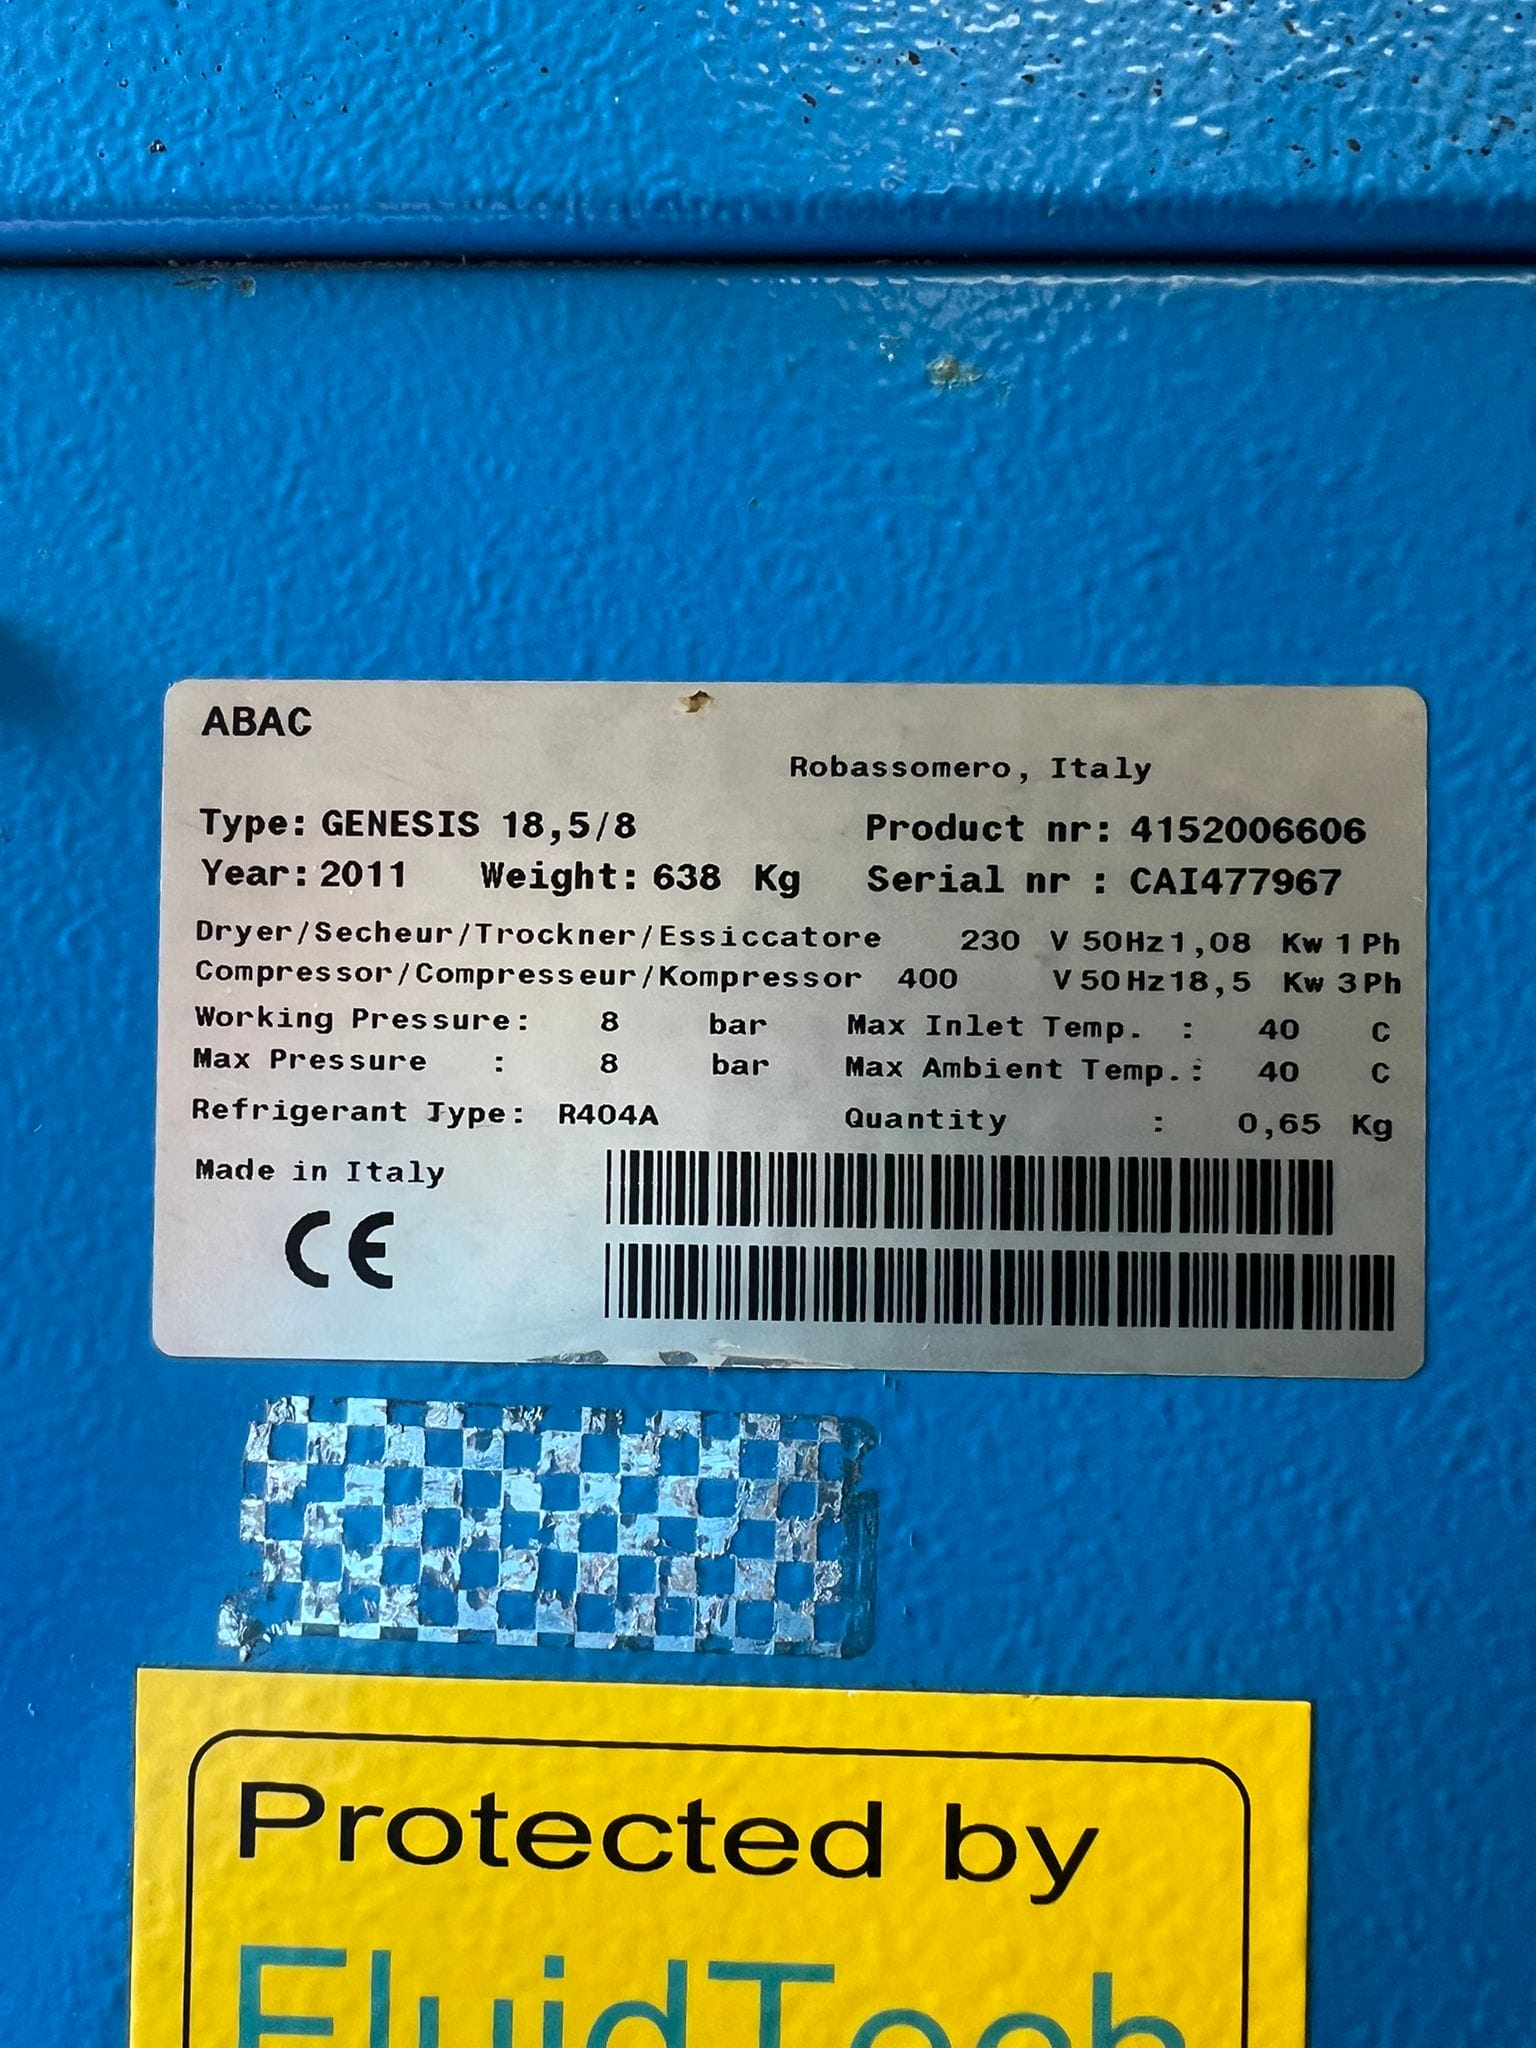 ABAC
Robassomero, Italy
Type: GENESIS 18,5/8 Product nr: 4152006606
Year: 2011 Weight: 638 Kg Serial nr : CAI477967
Dryer/Secheur/Trockner/Essiccatore 230 V 50Hz 1,08 Kw 1 Ph
Compressor/Compresseur/Kompressor 400 V 50Hz 18,5 Kw 3 Ph
Working Pressure: 8 bar Max Inlet Temp. : 40 C
Max Pressure : 8 bar Max Ambient Temp.: 40 C
Refrigerant Type: R404A Quantity : 0,65 Kg
Made in Italy
CE
Protected by
FluidTech